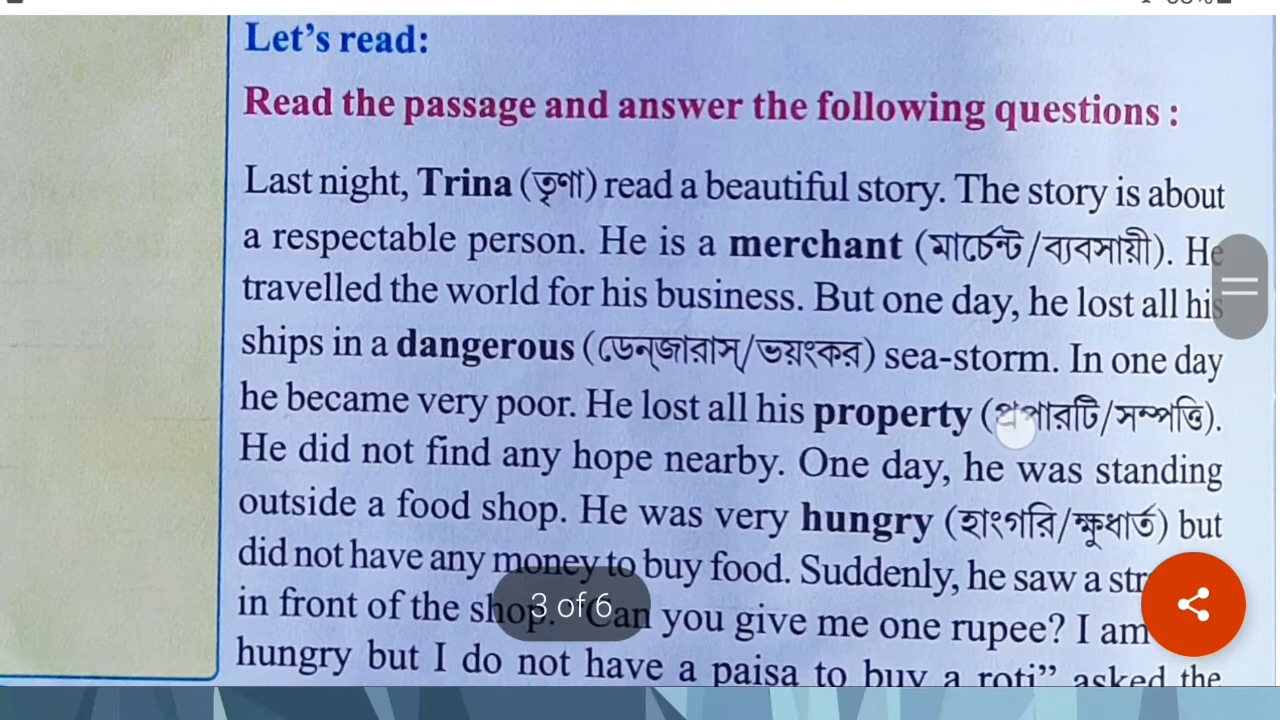 Let's read:
Read the passage and answer the following questions :
Last night, Trina (তৃণা) read a beautiful story. The story is about
a respectable person. He is a merchant (মার্চেন্ট/ব্যবসায়ী). He
travelled the world for his business. But one day, he lost all his
ships in a dangerous (ডেন্‌জারাস্/ভয়ংকর) sea-storm. In one day
he became very poor. He lost all his property (প্রপারটি/সম্পত্তি).
He did not find any hope nearby. One day, he was standing
outside a food shop. He was very hungry (হাংগরি/ক্ষুধার্ত) but
did not have any money to buy food. Suddenly, he saw a
in front of the shop. "Can you give me one rupee? I am
3 of 6
hungry but I do not have a paisa to buy a roti" asked the